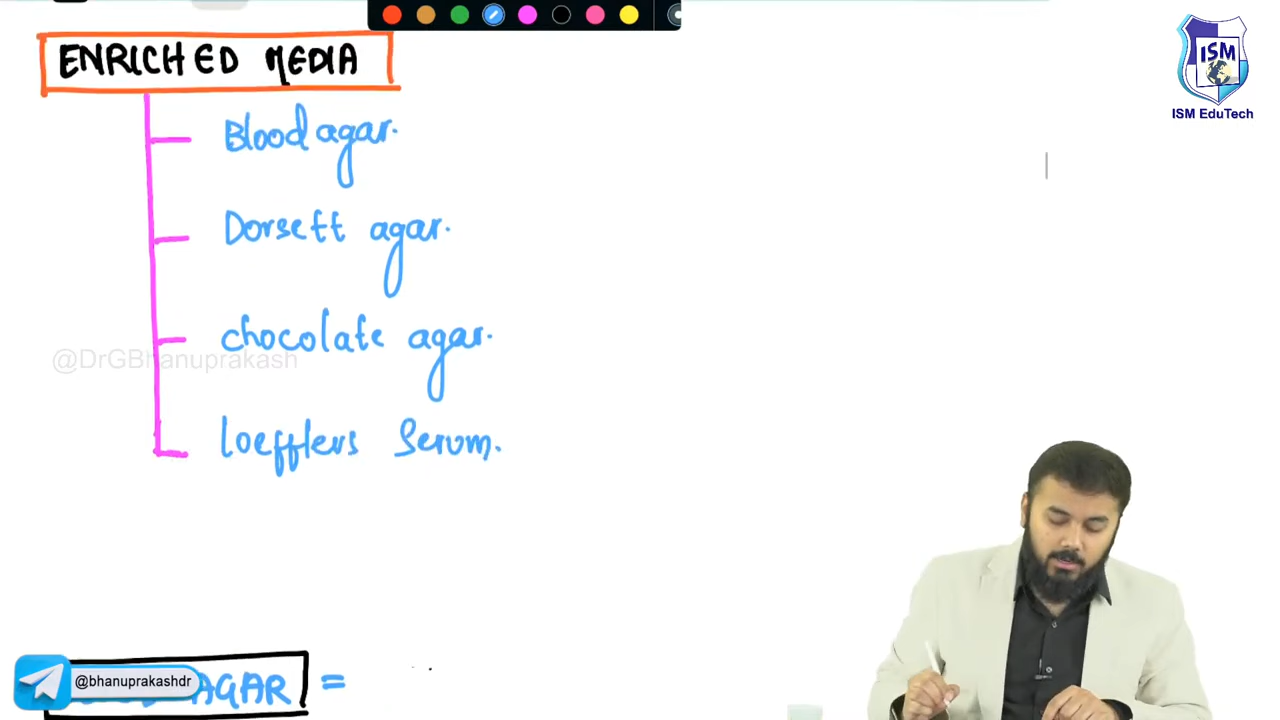 ENRICHED MEDIA
ISM
ISM EduTech
Blood agar.
Dorsett agar.
chocolate agar.
@DrGBhanuprakash
loefflers Serum.
@bhanuprakashdr
AGAR =